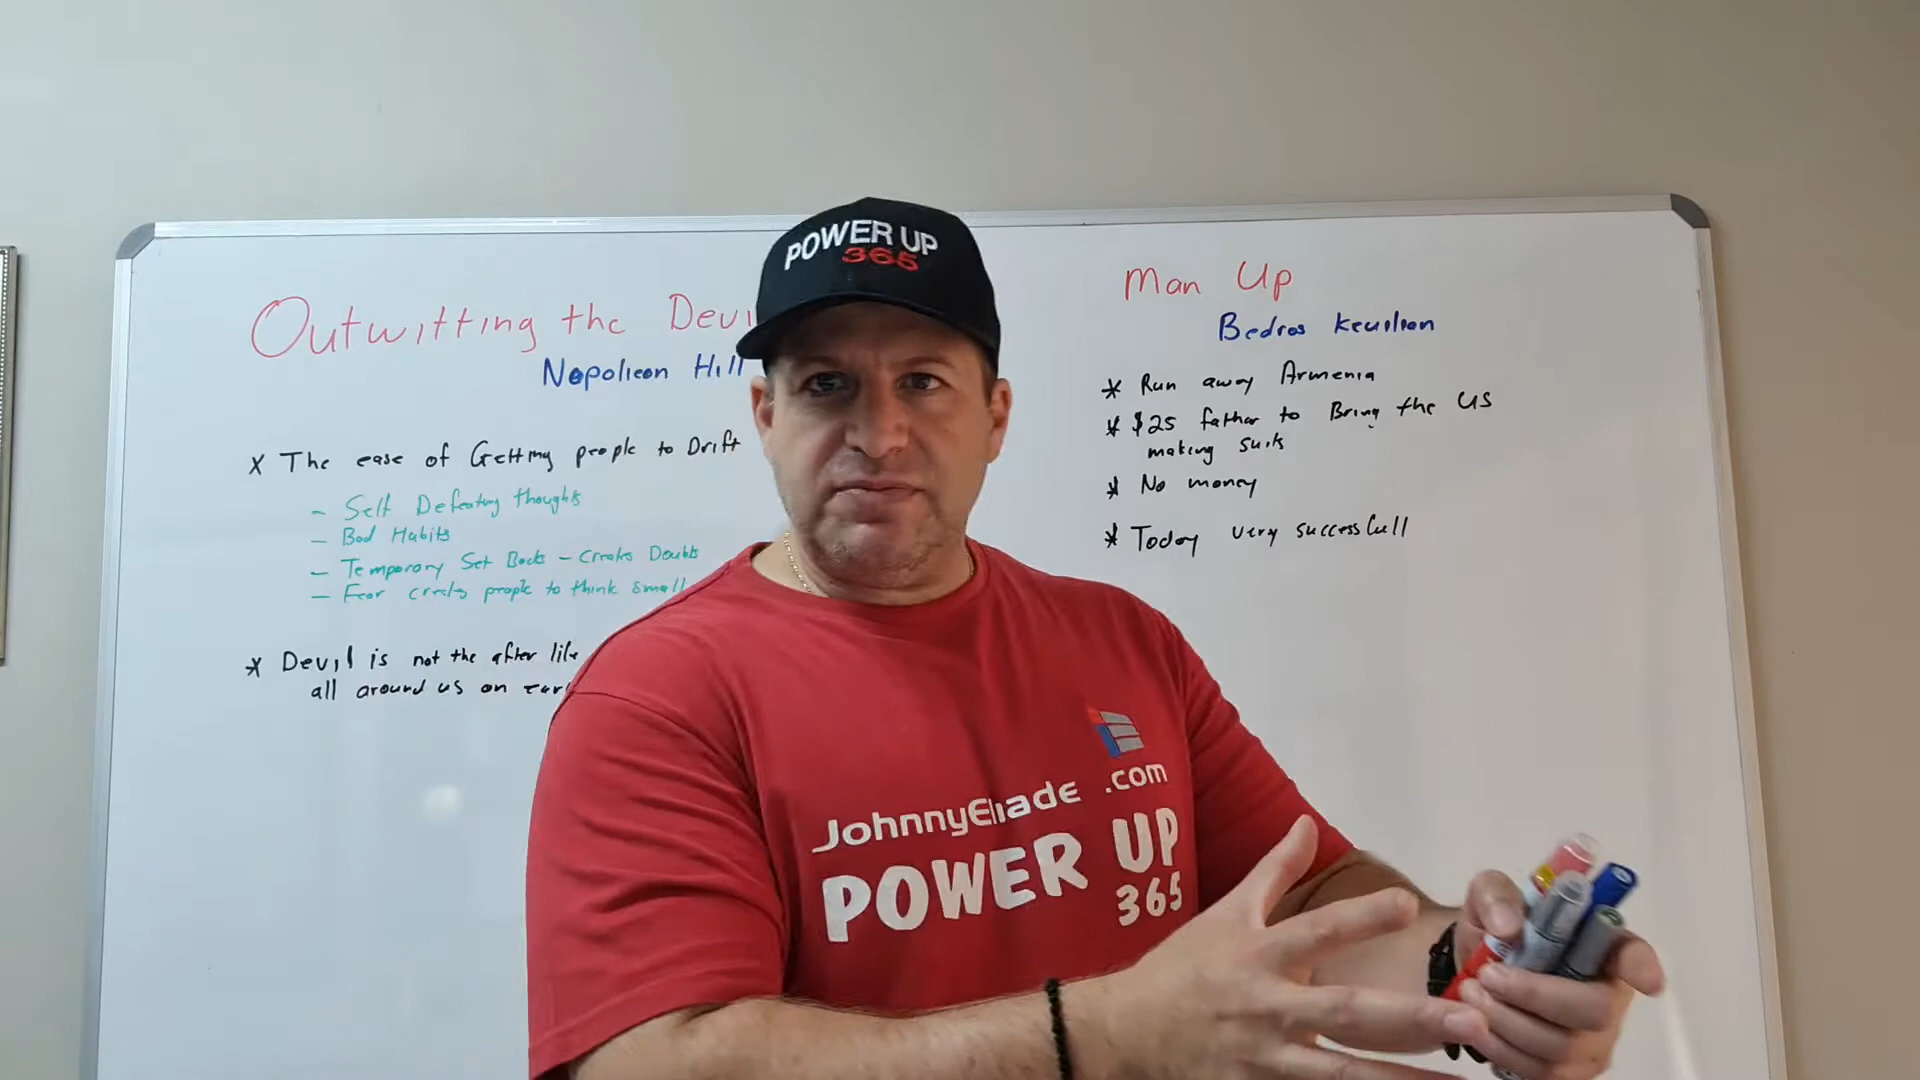 Outwitting the Devi
Napoleon Hill
X The ease of Getting people to Drift
- Self Defeating thoughts
- Bad Habits
- Temporary Set Backs - Creates Doubts
- Fear creates people to think small
* Devil is not the after life
all around us on ear
Man Up
Bedros Keuilian
* Run away Armenia
* $25 father to Bring the US
making suits
* No money
* Today very successfull
POWER UP
365
JohnnyEliade.com
POWER UP
365